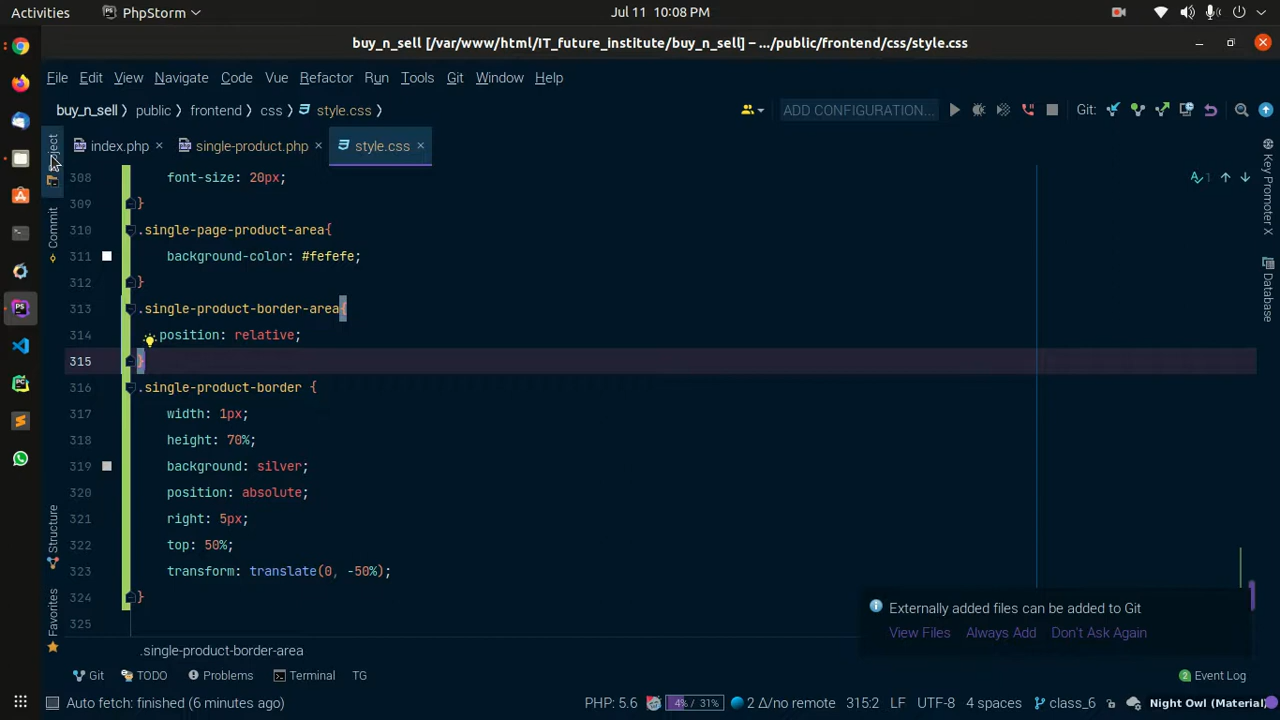 Activities PhpStorm Jul 11 10:08 PM
buy_n_sell [/var/www/html/IT_future_institute/buy_n_sell] – .../public/frontend/css/style.css
File Edit View Navigate Code Vue Refactor Run Tools Git Window Help
buy_n_sell public frontend css style.css ADD CONFIGURATION... Git:
index.php single-product.php style.css
308 font-size: 20px;
309 }
310 .single-page-product-area{
311 background-color: #fefefe;
312 }
313 .single-product-border-area{
314 position: relative;
315 }
316 .single-product-border {
317 width: 1px;
318 height: 70%;
319 background: silver;
320 position: absolute;
321 right: 5px;
322 top: 50%;
323 transform: translate(0, -50%);
324 }
325
Commit
Structure
Favorites
Key Promoter X
Database
1
Externally added files can be added to Git
View Files Always Add Don't Ask Again
.single-product-border-area
Git TODO Problems Terminal TG 2 Event Log
Auto fetch: finished (6 minutes ago) PHP: 5.6 4% / 31% 2 Δ/no remote 315:2 LF UTF-8 4 spaces class_6 Night Owl (Material)